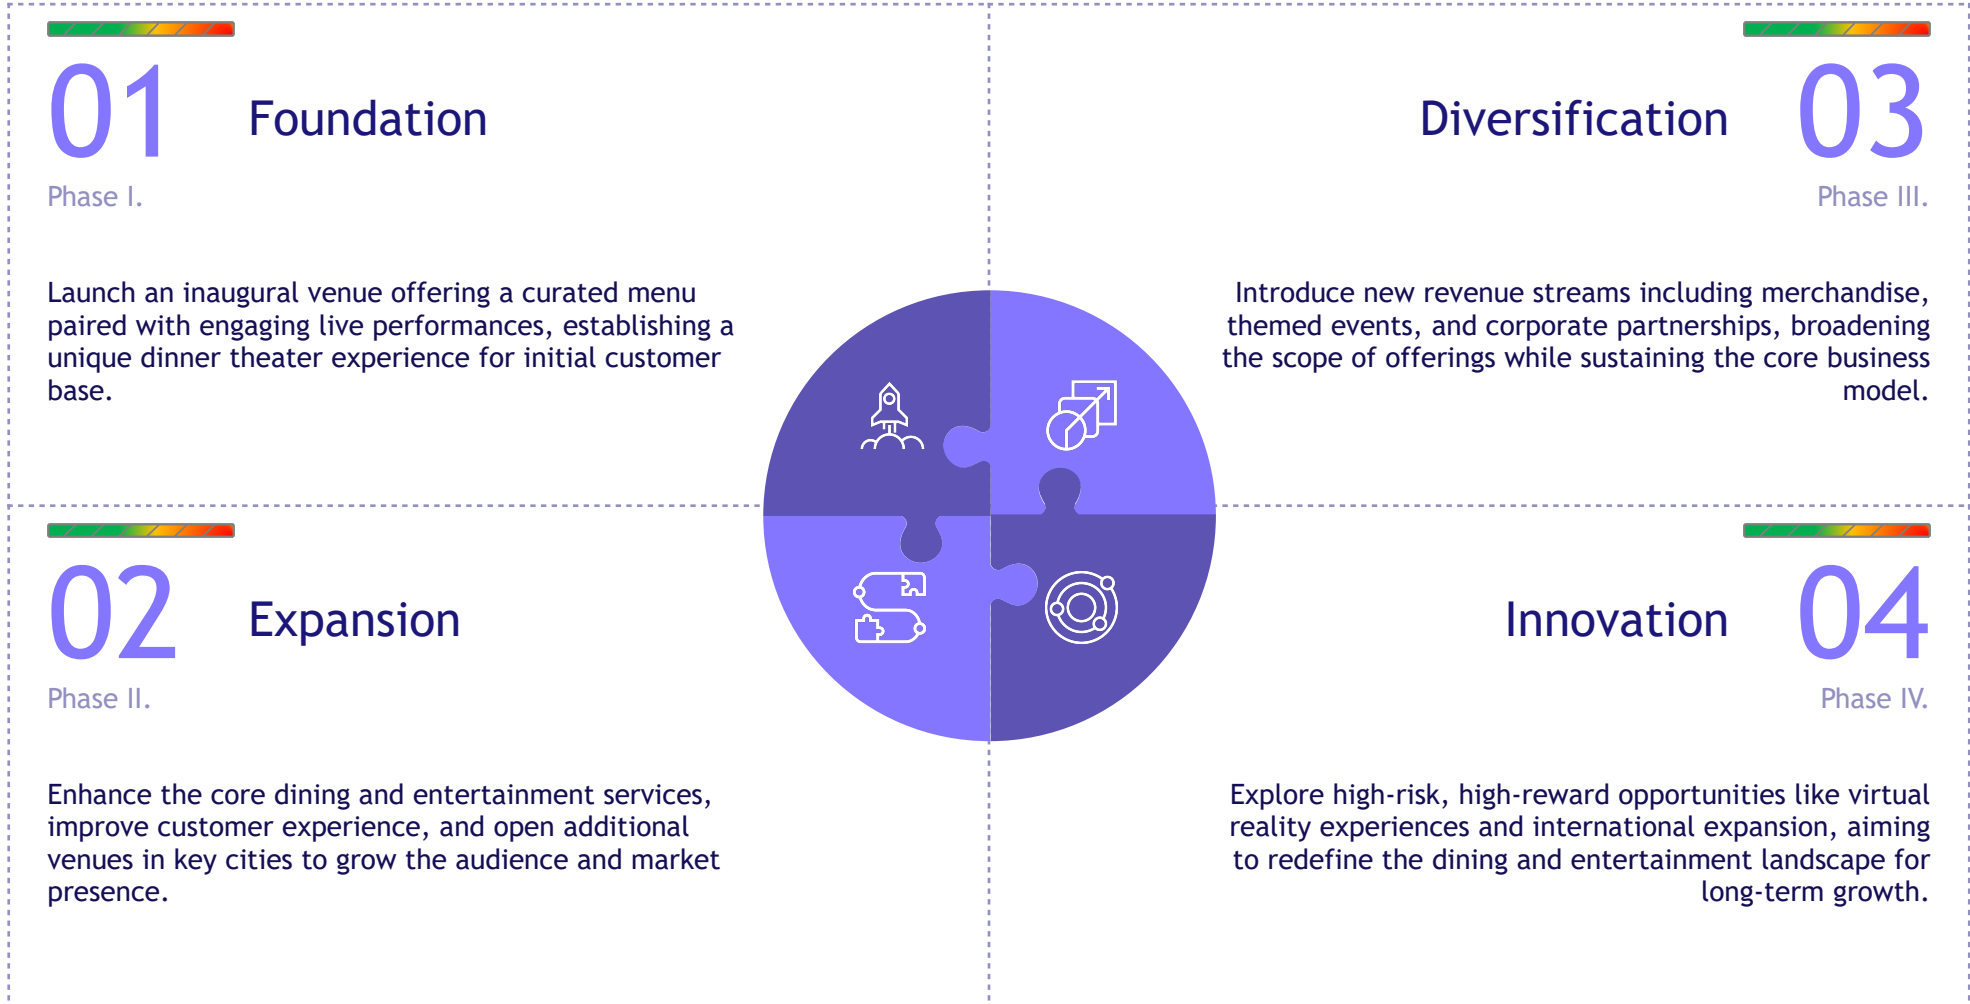 01
Foundation
Phase I.
Launch an inaugural venue offering a curated menu
paired with engaging live performances, establishing a
unique dinner theater experience for initial customer
base.
02
Expansion
Phase II.
Enhance the core dining and entertainment services,
improve customer experience, and open additional
venues in key cities to grow the audience and market
presence.
Diversification
03
Phase III.
Introduce new revenue streams including merchandise,
themed events, and corporate partnerships, broadening
the scope of offerings while sustaining the core business
model.
Innovation
04
Phase IV.
Explore high-risk, high-reward opportunities like virtual
reality experiences and international expansion, aiming
to redefine the dining and entertainment landscape for
long-term growth.